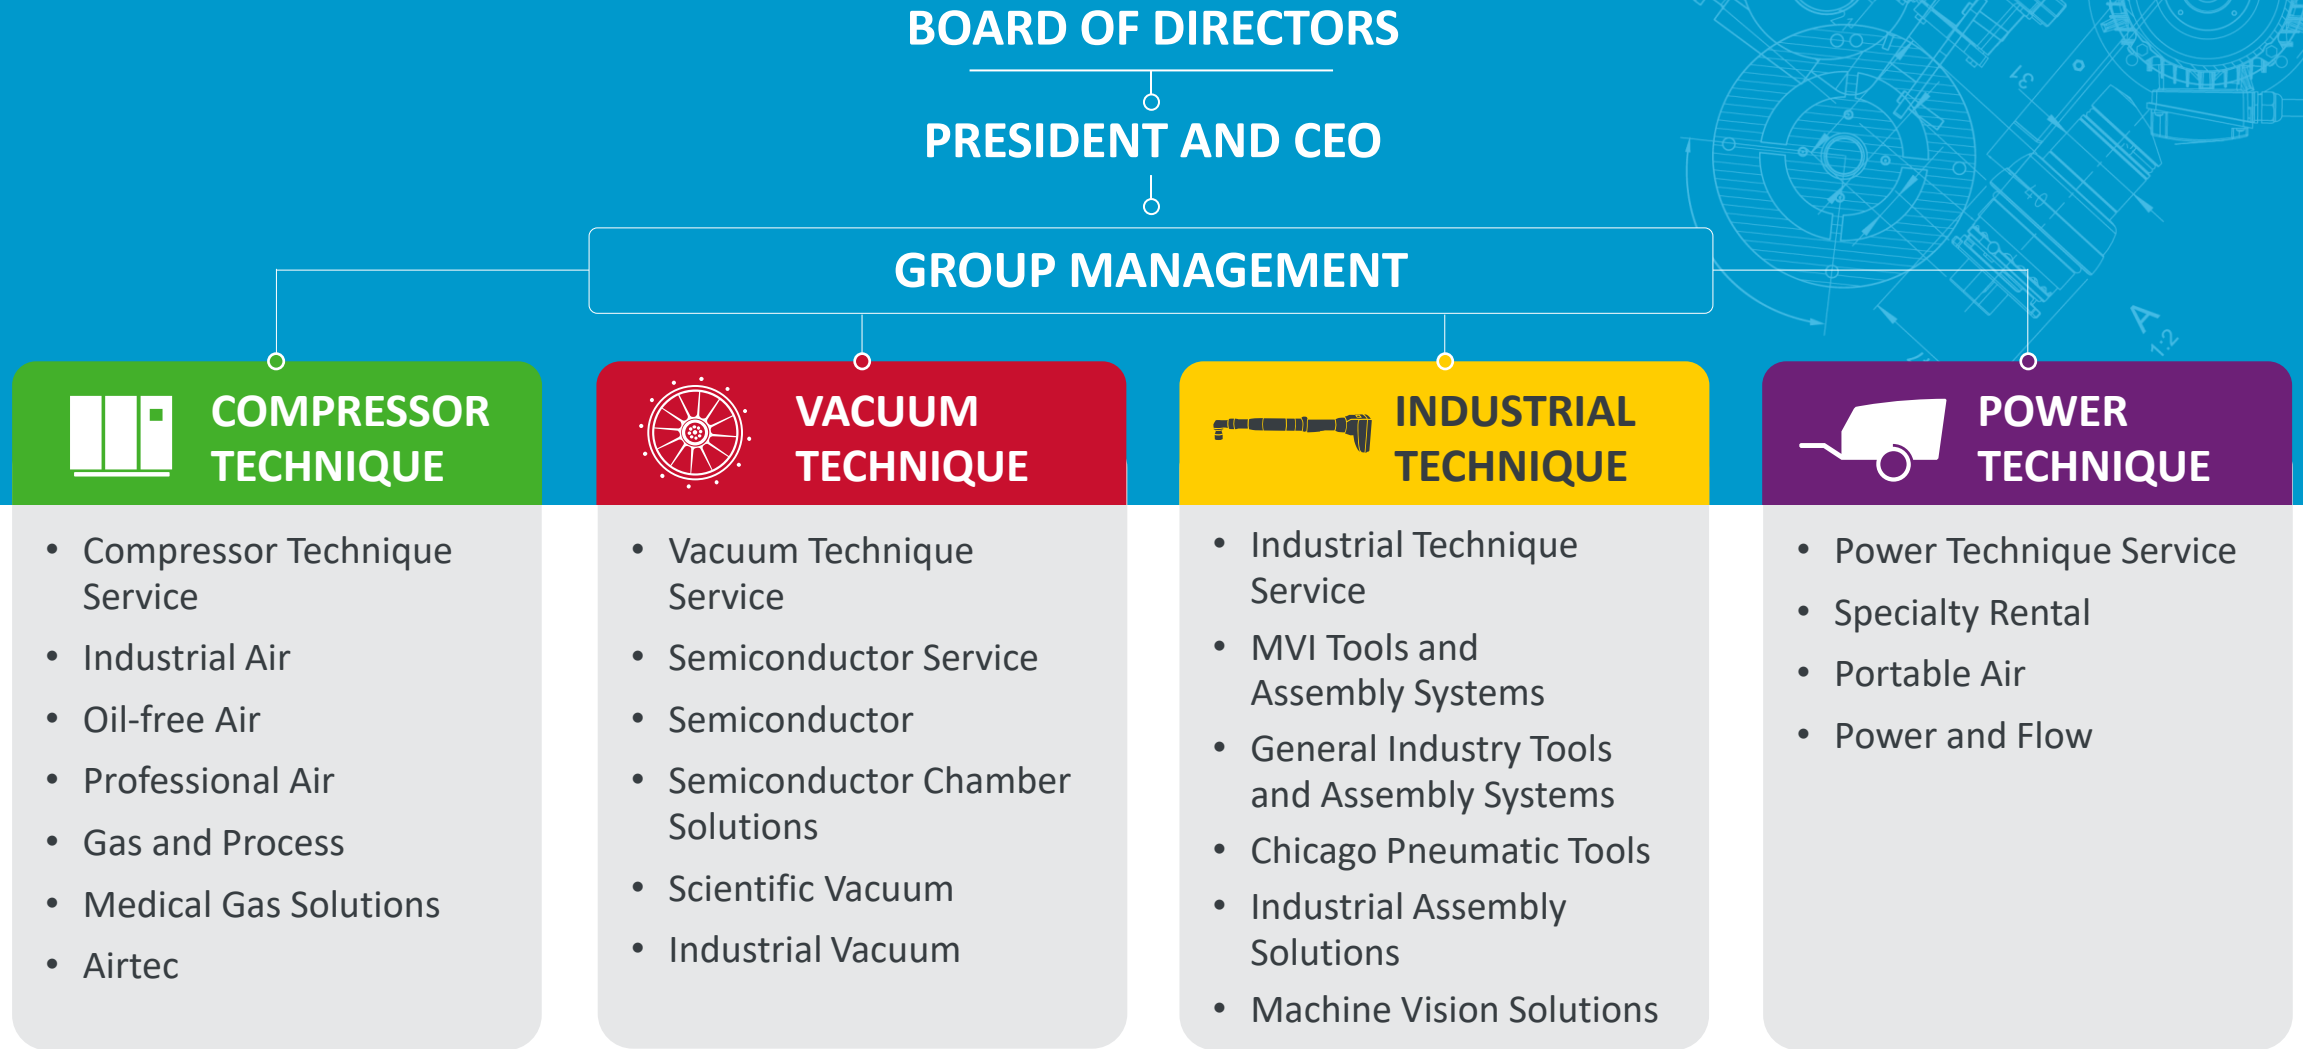 BOARD OF DIRECTORS
PRESIDENT AND CEO
GROUP MANAGEMENT
COMPRESSOR
TECHNIQUE
• Compressor Technique
Service
• Industrial Air
• Oil-free Air
• Professional Air
• Gas and Process
• Medical Gas Solutions
• Airtec
VACUUM
TECHNIQUE
• Vacuum Technique
Service
• Semiconductor Service
• Semiconductor
• Semiconductor Chamber
Solutions
• Scientific Vacuum
• Industrial Vacuum
INDUSTRIAL
TECHNIQUE
• Industrial Technique
Service
• MVI Tools and
Assembly Systems
• General Industry Tools
and Assembly Systems
• Chicago Pneumatic Tools
• Industrial Assembly
Solutions
• Machine Vision Solutions
POWER
TECHNIQUE
• Power Technique Service
• Specialty Rental
• Portable Air
• Power and Flow
31
A
1:2